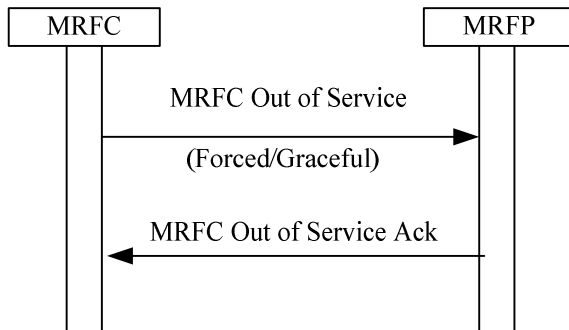 MRFC
MRFP
MRFC Out of Service
(Forced/Graceful)
MRFC Out of Service Ack